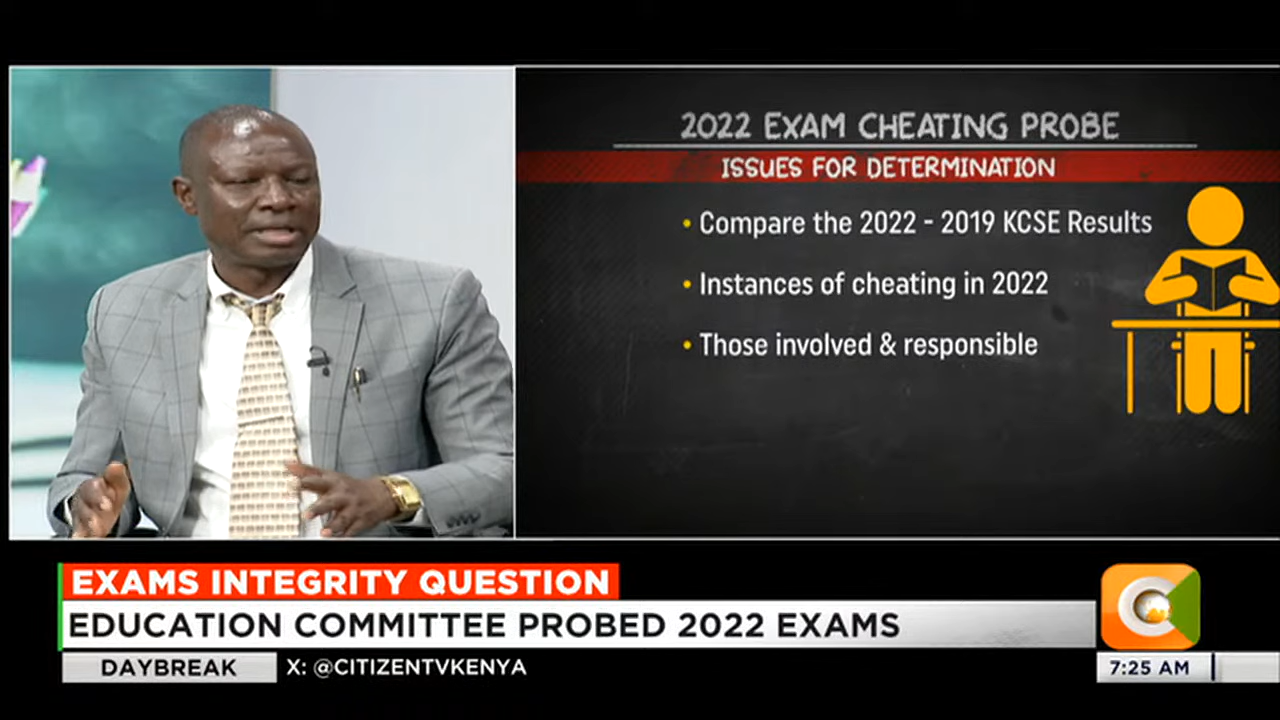 2022 EXAM CHEATING PROBE
ISSUES FOR DETERMINATION
• Compare the 2022 - 2019 KCSE Results
• Instances of cheating in 2022
• Those involved & responsible
EXAMS INTEGRITY QUESTION
EDUCATION COMMITTEE PROBED 2022 EXAMS
DAYBREAK
X: @CITIZENTVKENYA
7:25 AM